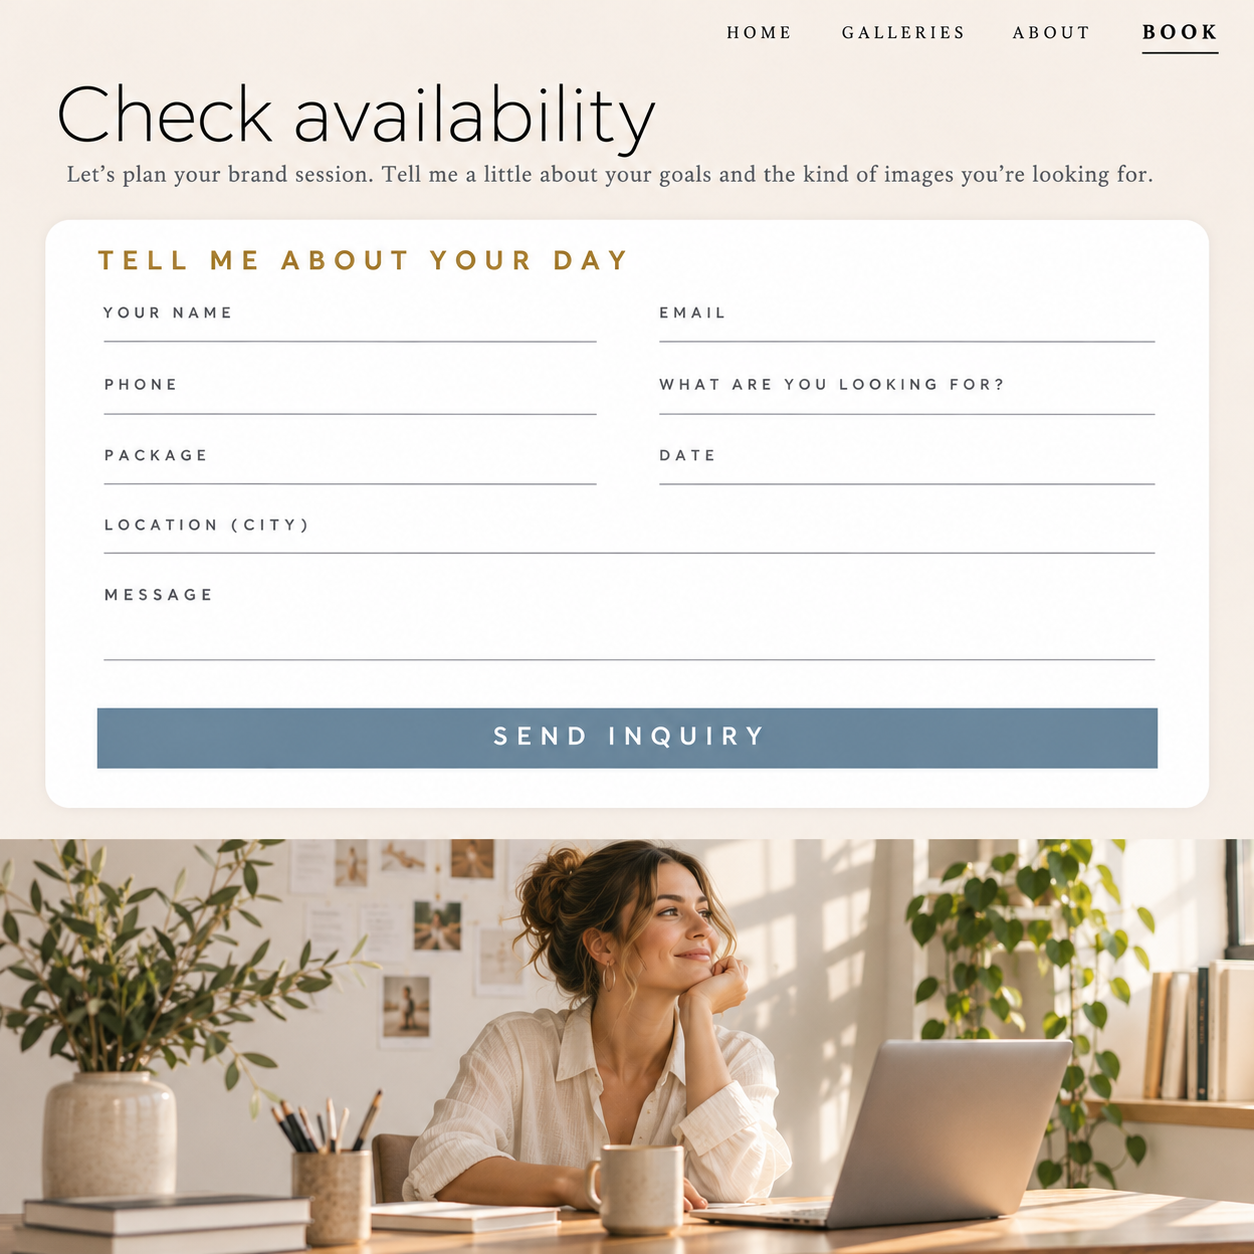 HOME GALLERIES ABOUT BOOK
Check availability
Let’s plan your brand session. Tell me a little about your goals and the kind of images you’re looking for.
TELL ME ABOUT YOUR DAY
YOUR NAME
EMAIL
PHONE
WHAT ARE YOU LOOKING FOR?
PACKAGE
DATE
LOCATION (CITY)
MESSAGE
SEND INQUIRY